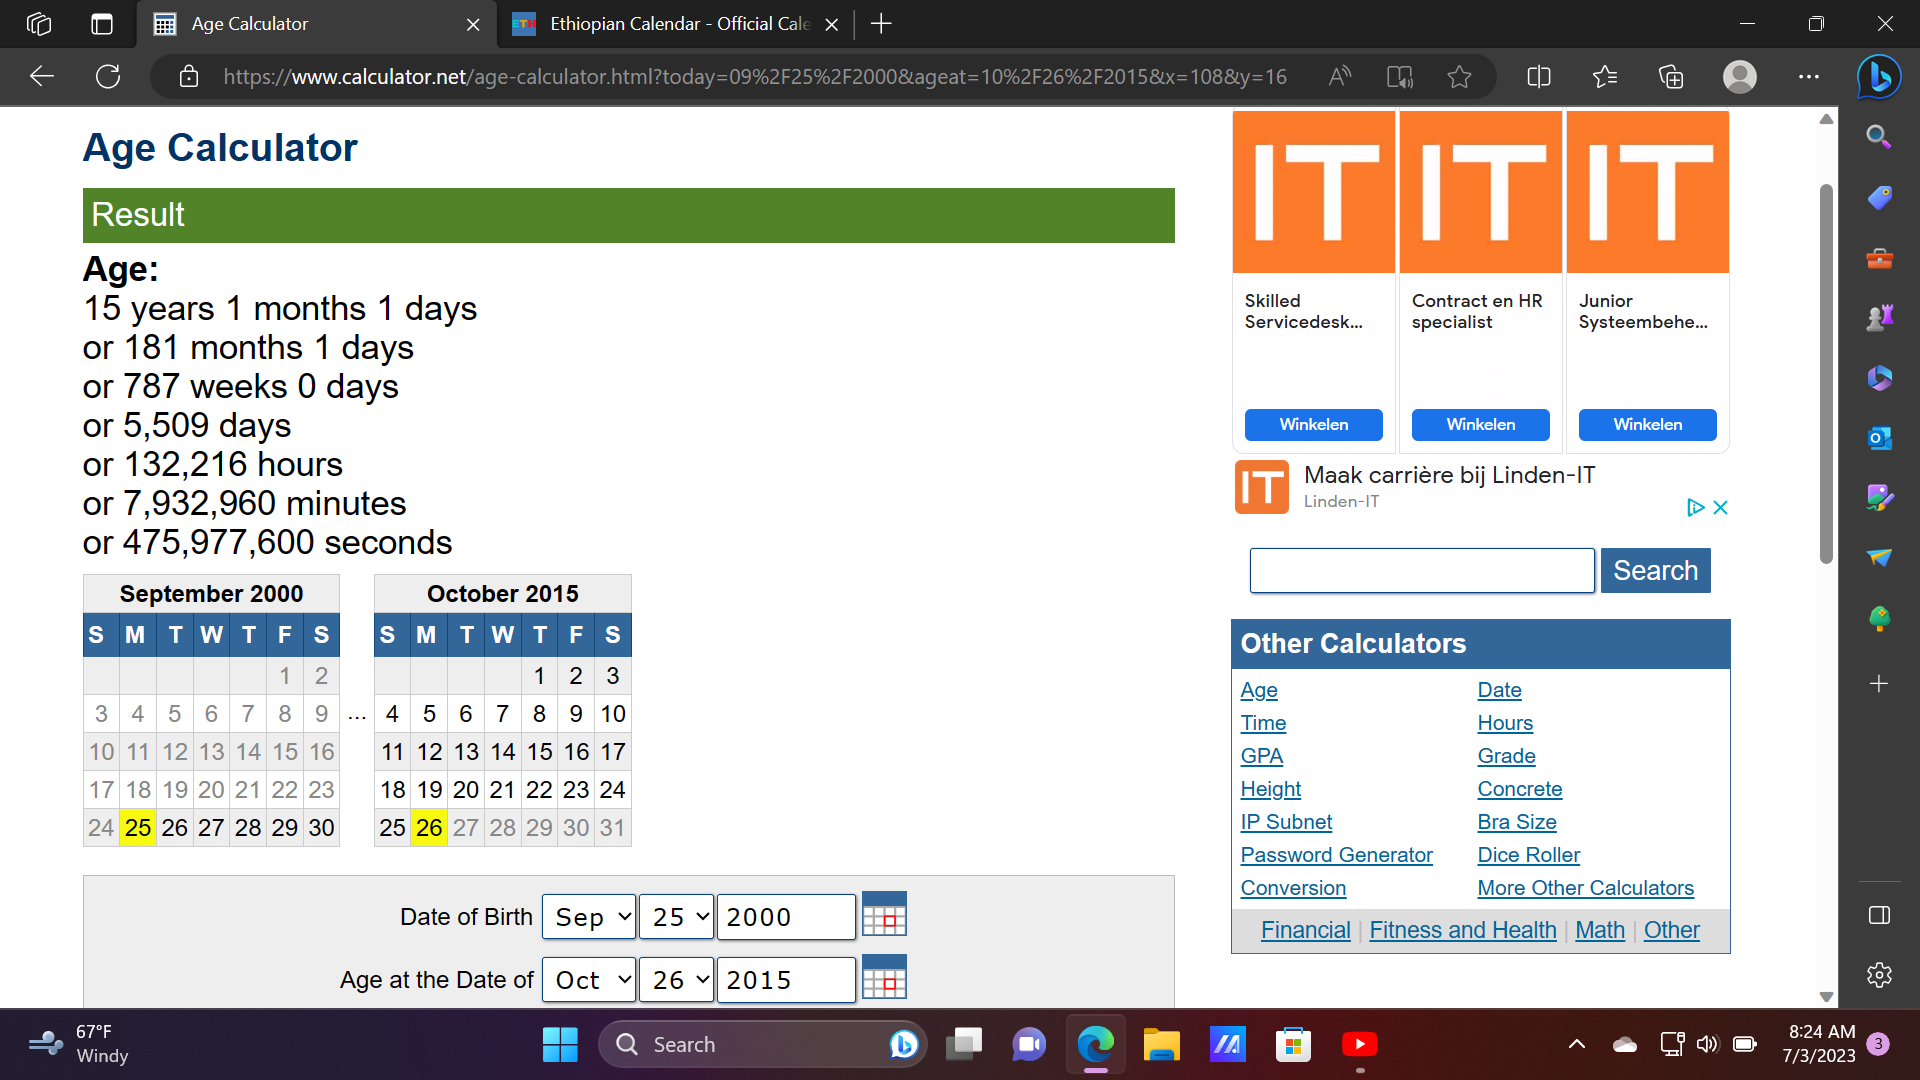 Age Calculator
ETH Ethiopian Calendar - Official Cale
https://www.calculator.net/age-calculator.html?today=09%2F25%2F2000&ageat=10%2F26%2F2015&x=108&y=16
Age Calculator
Result
Age:
15 years 1 months 1 days
or 181 months 1 days
or 787 weeks 0 days
or 5,509 days
or 132,216 hours
or 7,932,960 minutes
or 475,977,600 seconds
September 2000
S M T W T F S
1 2
3 4 5 6 7 8 9
10 11 12 13 14 15 16
17 18 19 20 21 22 23
24 25 26 27 28 29 30
...
October 2015
S M T W T F S
1 2 3
4 5 6 7 8 9 10
11 12 13 14 15 16 17
18 19 20 21 22 23 24
25 26 27 28 29 30 31
Date of Birth Sep 25 2000
Age at the Date of Oct 26 2015
IT IT IT
Skilled
Servicedesk...
Contract en HR
specialist
Junior
Systeembehe...
Winkelen Winkelen Winkelen
IT
Maak carrière bij Linden-IT
Linden-IT
Search
Other Calculators
Age Date
Time Hours
GPA Grade
Height Concrete
IP Subnet Bra Size
Password Generator Dice Roller
Conversion More Other Calculators
Financial | Fitness and Health | Math | Other
67°F
Windy
Search
8:24 AM
7/3/2023
3